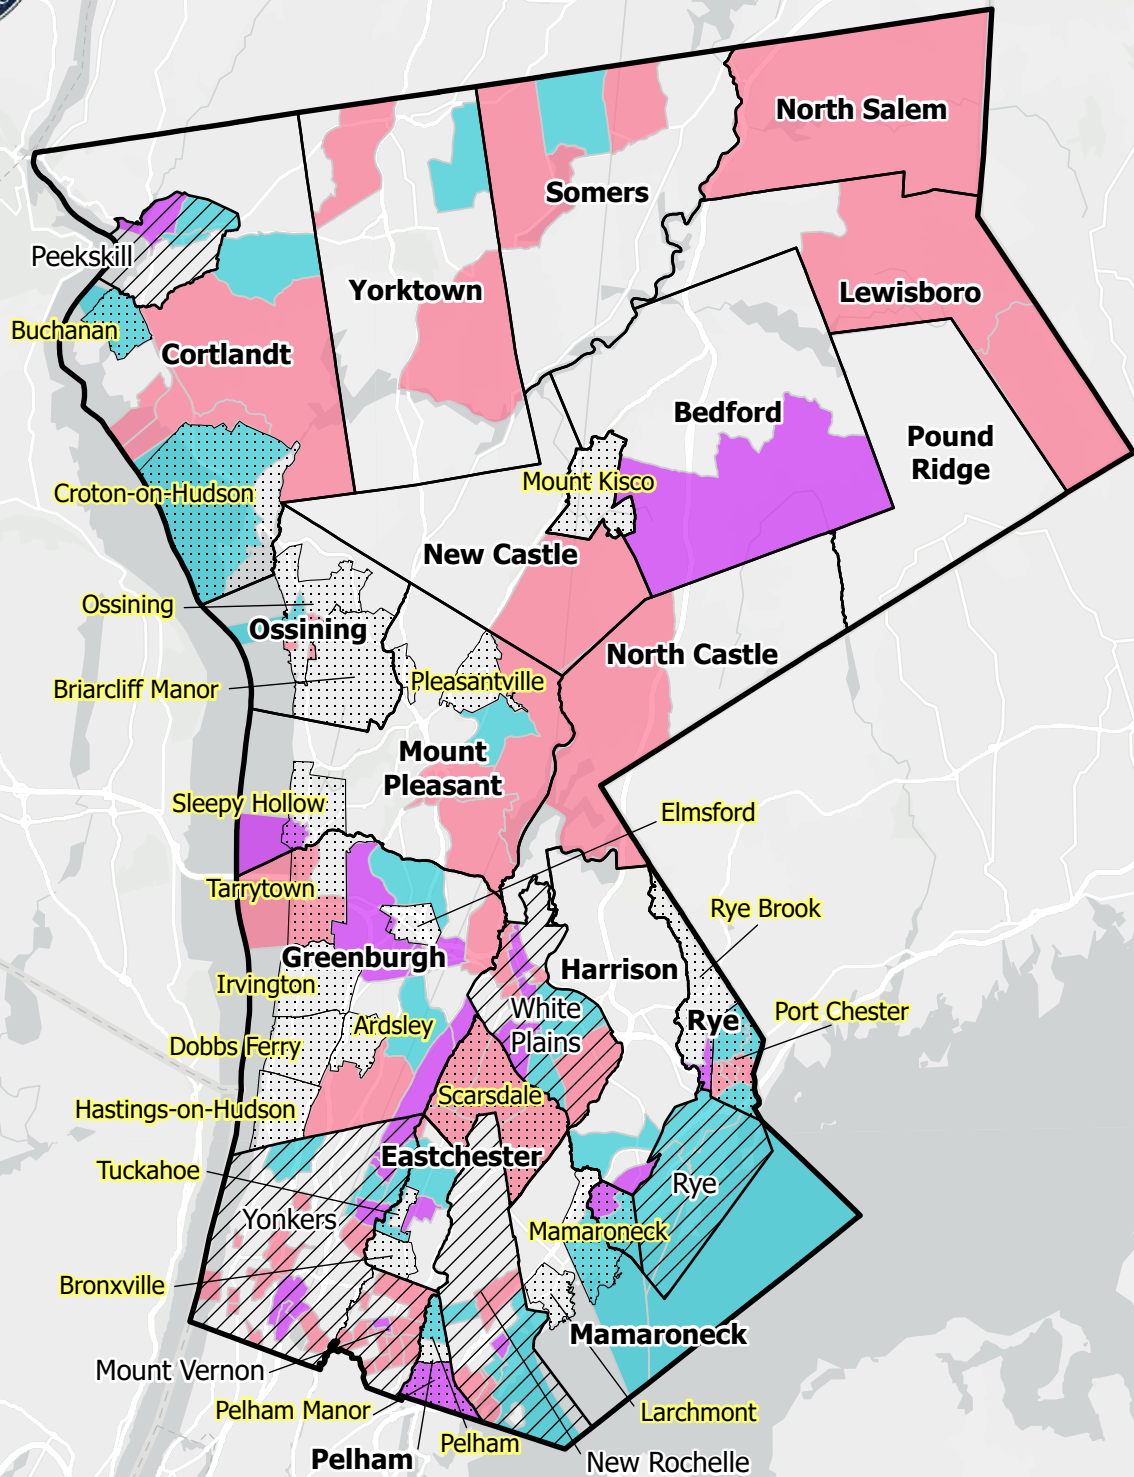 North Salem
Somers
Peekskill
Yorktown
Lewisboro
Buchanan
Cortlandt
Bedford
Pound
Ridge
Mount Kisco
Croton-on-Hudson
New Castle
Ossining
Ossining
North Castle
Briarcliff Manor
Pleasantville
Mount
Pleasant
Sleepy Hollow
Elmsford
Tarrytown
Rye Brook
Greenburgh
Harrison
Irvington
White
Plains
Port Chester
Rye
Ardsley
Dobbs Ferry
Scarsdale
Hastings-on-Hudson
Eastchester
Tuckahoe
Rye
Yonkers
Mamaroneck
Bronxville
Mamaroneck
Mount Vernon
Pelham Manor
Larchmont
Pelham
Pelham
New Rochelle